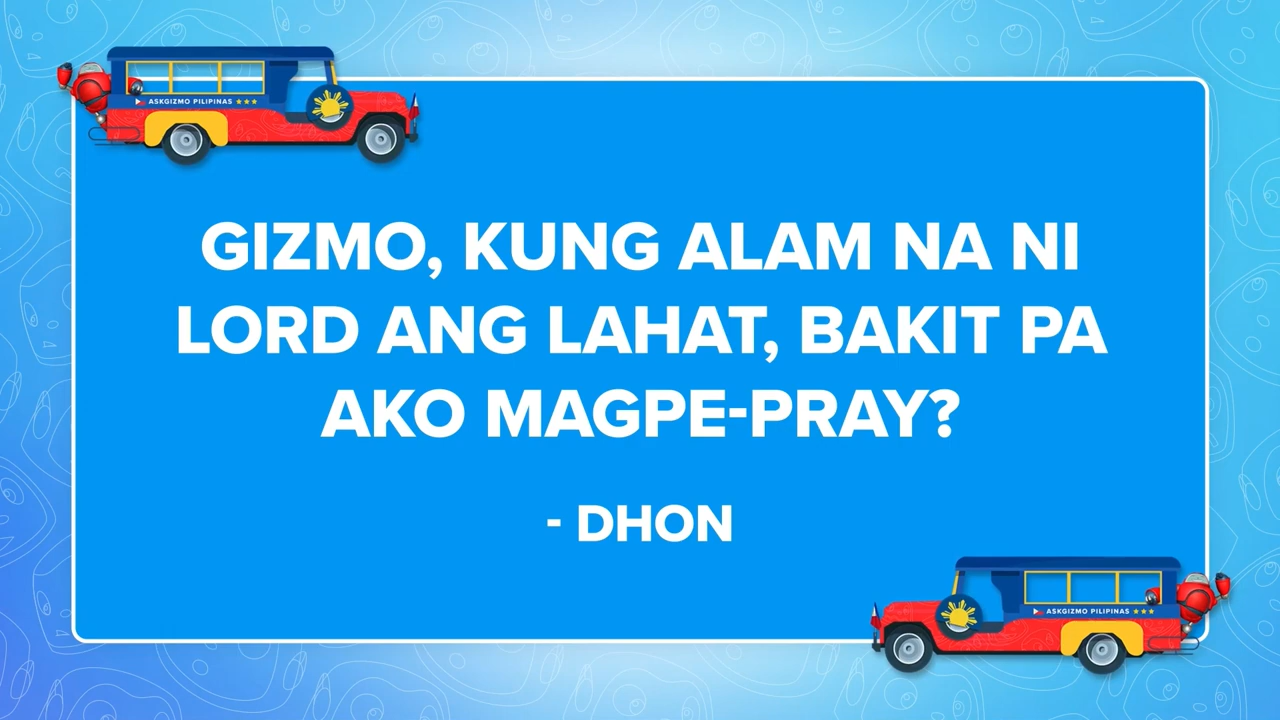 ASKGIZMO PILIPINAS
GIZMO, KUNG ALAM NA NI
LORD ANG LAHAT, BAKIT PA
AKO MAGPE-PRAY?
- DHON
ASKGIZMO PILIPINAS